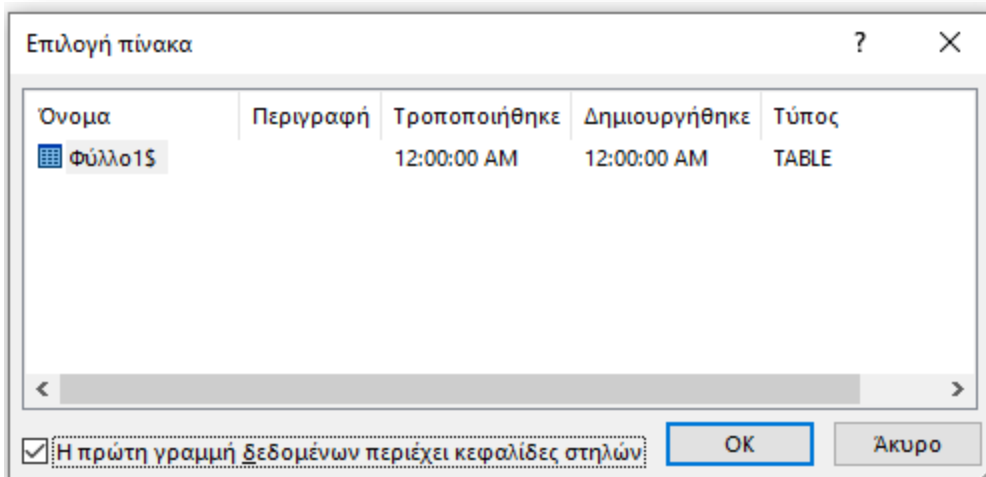 Επιλογή πίνακα ?
Όνομα Περιγραφή Τροποποιήθηκε Δημιουργήθηκε Τύπος
Φύλλο1$ 12:00:00 AM 12:00:00 AM TABLE
Η πρώτη γραμμή δεδομένων περιέχει κεφαλίδες στηλών OK Άκυρο